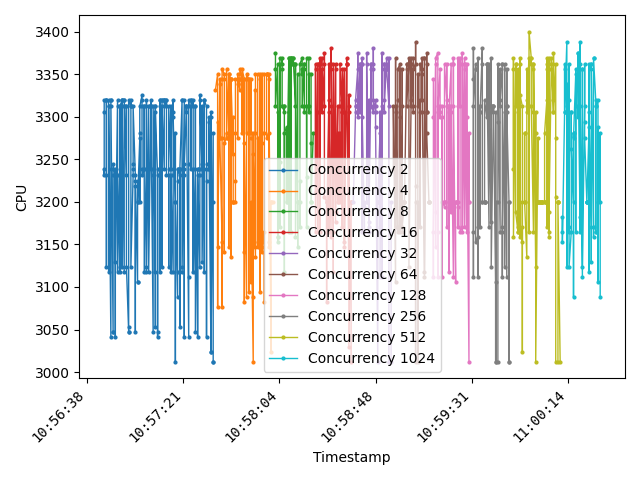 3400
3350
3300
3250
3200
3150
3100
3050
3000
CPU
Concurrency 2
Concurrency 4
Concurrency 8
Concurrency 16
Concurrency 32
Concurrency 64
Concurrency 128
Concurrency 256
Concurrency 512
Concurrency 1024
10:56:38
10:57:21
10:58:04
10:58:48
10:59:31
11:00:14
Timestamp